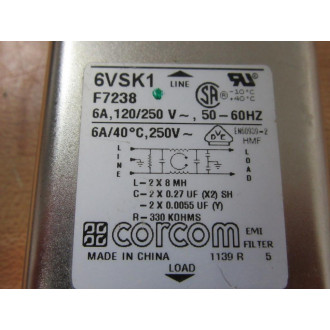 6VSK1 LINE
F7238
-10°C
+40°C
6A, 120/250 V~, 50-60HZ
6A/40°C, 250V~
EN60939-2
HMF
LINE
LOAD
L-2 X 8 MH
C-2 X 0.27 UF (X2) SH
-2 X 0.0055 UF (Y)
R-330 KOHMS
corcom EMI
FILTER
MADE IN CHINA 1139 R 5
LOAD